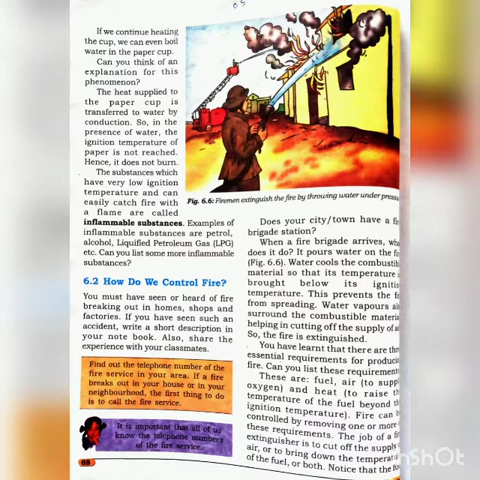 65
If we continue heating
the cup, we can even boil
water in the paper cup.
Can you think of an
explanation for this
phenomenon?
The heat supplied to
the paper cup is
transferred to water by
conduction. So, in the
presence of water, the
ignition temperature of
paper is not reached.
Hence, it does not burn.
The substances which
have very low ignition
temperature and can
easily catch fire with
a flame are called
inflammable substances. Examples of
inflammable substances are petrol,
alcohol, Liquified Petroleum Gas (LPG)
etc. Can you list some more inflammable
substances?
6.2 How Do We Control Fire?
You must have seen or heard of fire
breaking out in homes, shops and
factories. If you have seen such an
accident, write a short description in
your note book. Also, share the
experience with your classmates.
Find out the telephone number of the
fire service in your area. If a fire
breaks out in your house or in your
neighbourhood, the first thing to do
is to call the fire service.
It is important that all of us
know the telephone numbers
of the fire service.
68
Fig. 6.6: Firemen extinguish the fire by throwing water under pressu
Does your city/town have a fi
brigade station?
When a fire brigade arrives, wha
does it do? It pours water on the fi
(Fig. 6.6). Water cools the combustib
material so that its temperature i
brought below its ignitio
temperature. This prevents the fi
from spreading. Water vapours al
surround the combustible materia
helping in cutting off the supply of ai
So, the fire is extinguished.
You have learnt that there are thr
essential requirements for producin
fire. Can you list these requirement
These are: fuel, air (to suppl
oxygen) and heat (to raise th
temperature of the fuel beyond th
ignition temperature). Fire can b
controlled by removing one or more
these requirements. The job of a fi
extinguisher is to cut off the supply
air, or to bring down the temperatur
of the fuel, or both. Notice that the fu
inShOt